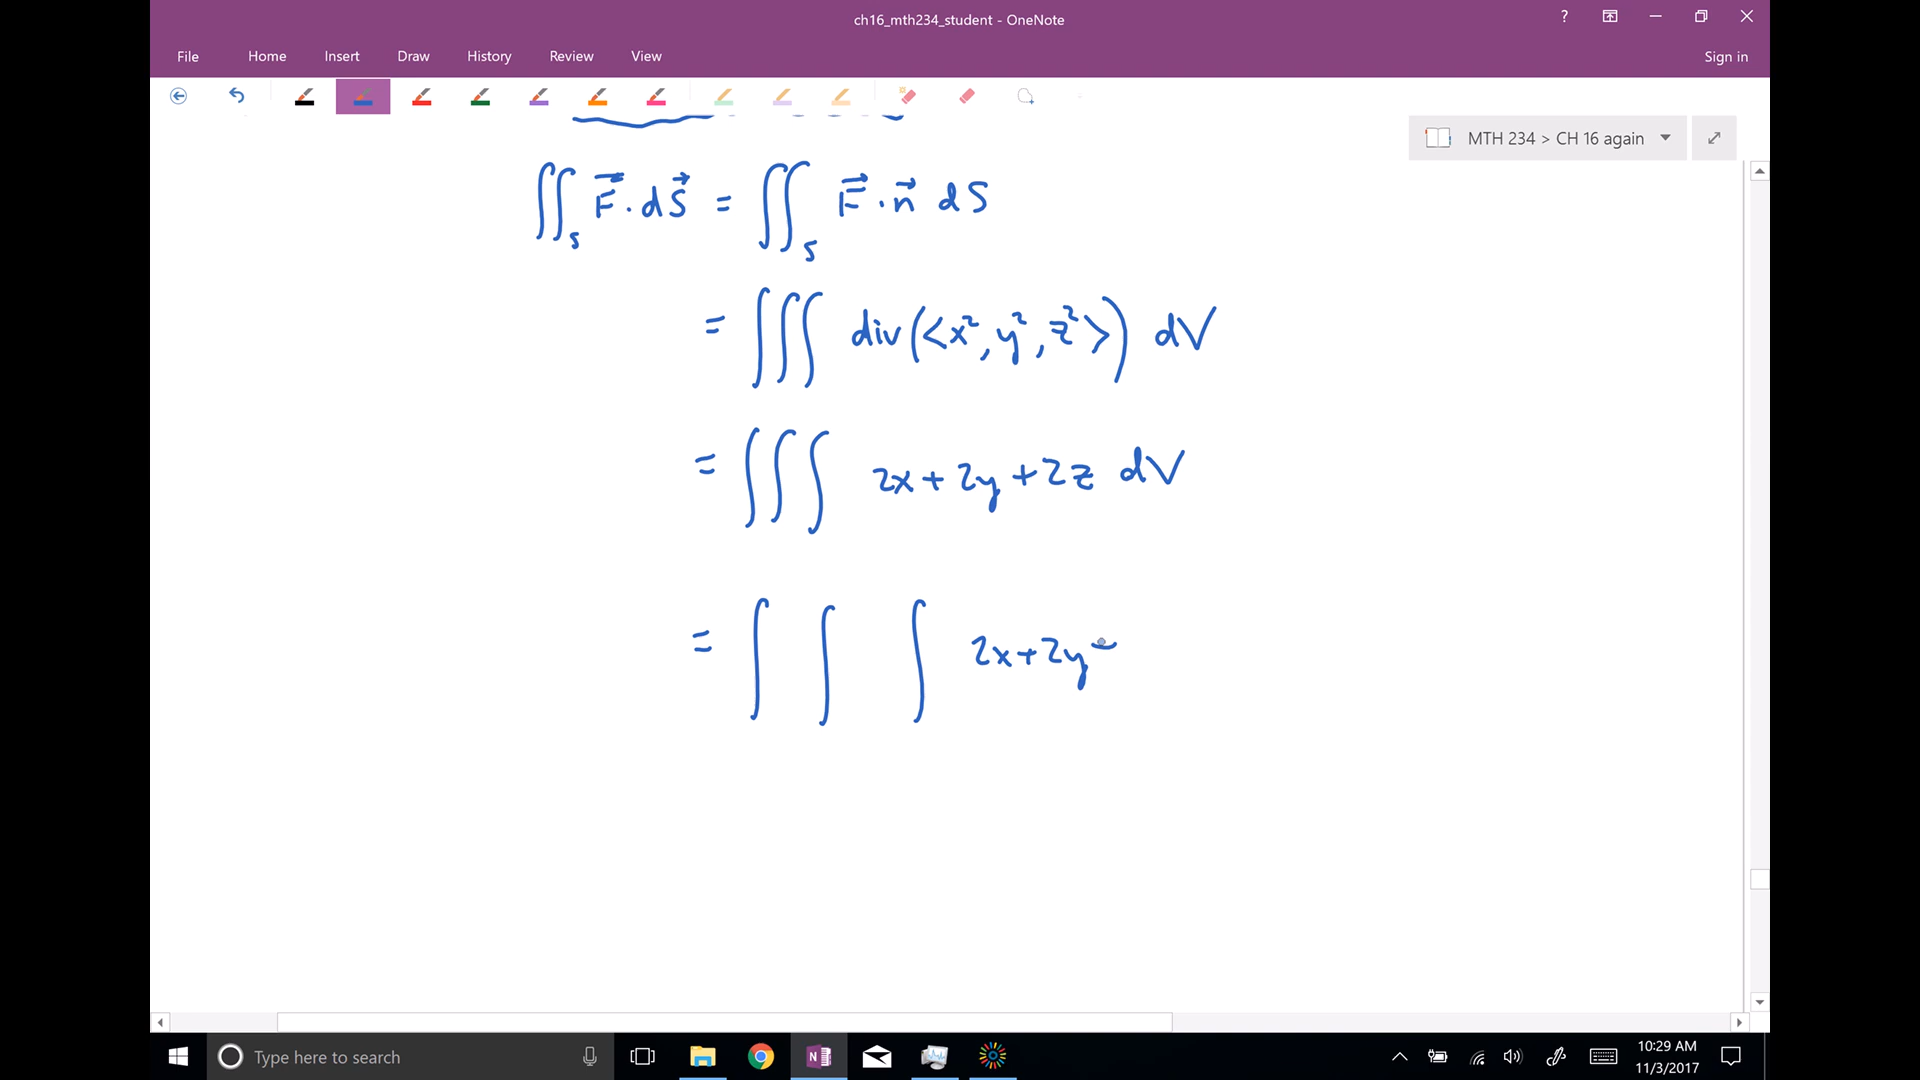 ch16_mth234_student - OneNote
?
File Home Insert Draw History Review View
Sign in
MTH 234 > CH 16 again
∬_S F⃗ · dS⃗ = ∬_S F⃗ · n⃗ dS
= ∭ div(<x², y², z²>) dV
= ∭ 2x + 2y + 2z dV
= ∫ ∫ ∫ 2x + 2y
Type here to search
10:29 AM
11/3/2017